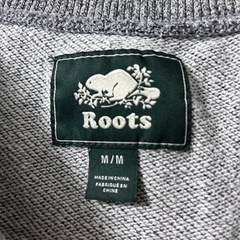 Roots
M/M
MADE IN CHINA
FABRIQUÉ EN
CHINE